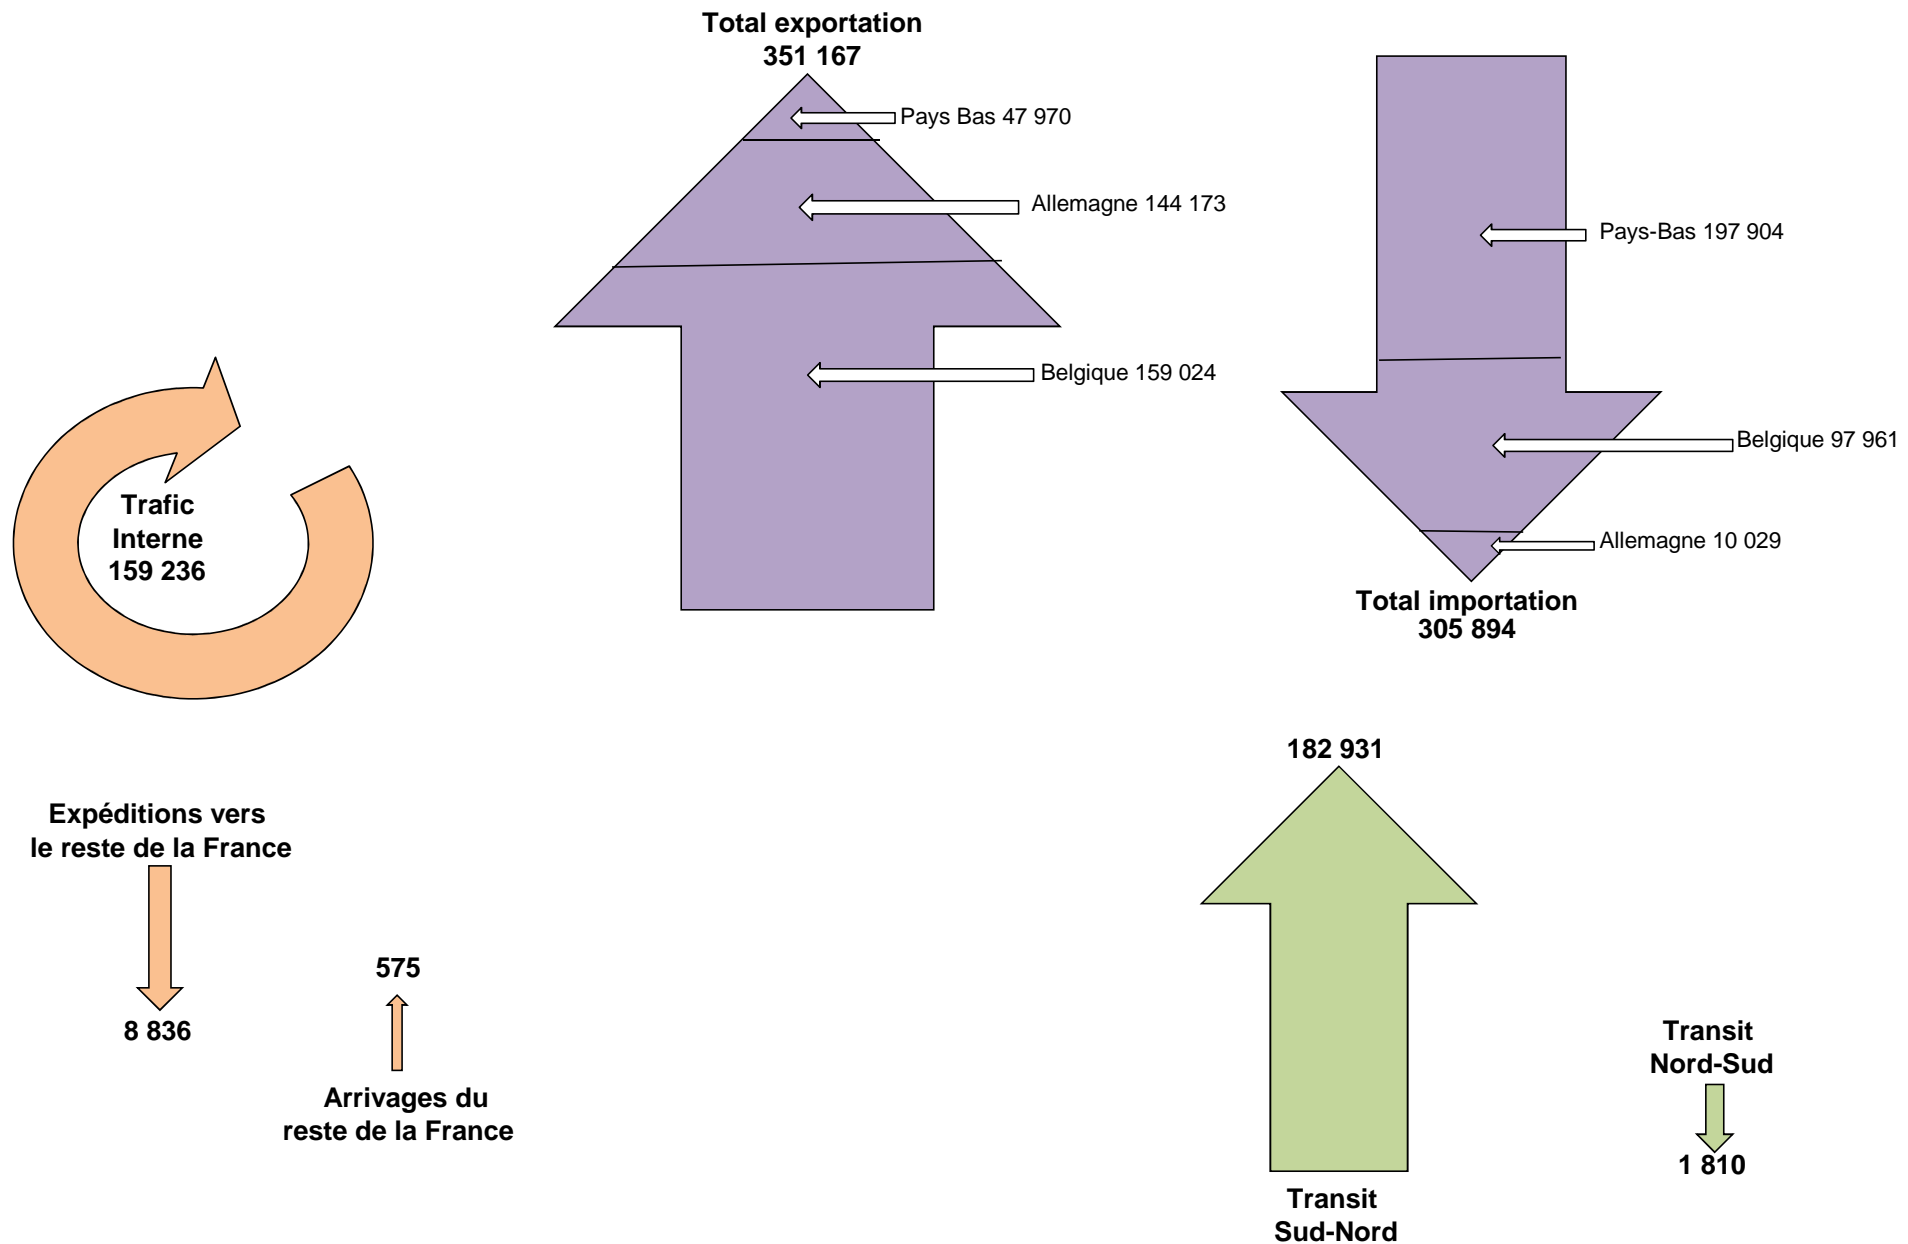 Total exportation
351 167
Pays Bas 47 970
Allemagne 144 173
Belgique 159 024
Pays-Bas 197 904
Belgique 97 961
Allemagne 10 029
Total importation
305 894
Trafic
Interne
159 236
Expéditions vers
le reste de la France
8 836
575
Arrivages du
reste de la France
182 931
Transit
Sud-Nord
Transit
Nord-Sud
1 810